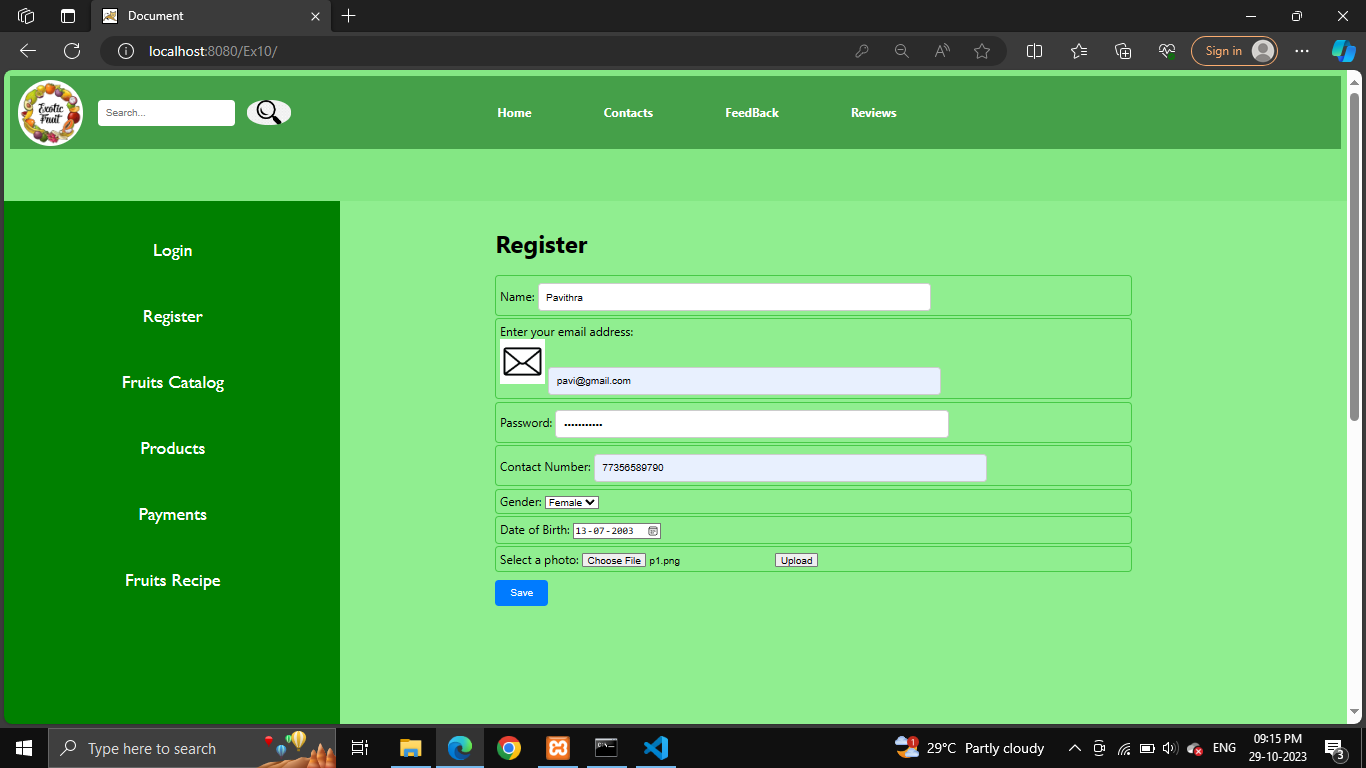 Document
localhost:8080/Ex10/
Sign in
Exotic
Fruit
Search...
Home
Contacts
FeedBack
Reviews
Login
Register
Fruits Catalog
Products
Payments
Fruits Recipe
Register
Name: Pavithra
Enter your email address:
pavi@gmail.com
Password: •••••••••••
Contact Number: 77356589790
Gender: Female
Date of Birth: 13-07-2003
Select a photo: Choose File p1.png Upload
Save
Type here to search
1
29°C Partly cloudy
ENG
09:15 PM
29-10-2023
3